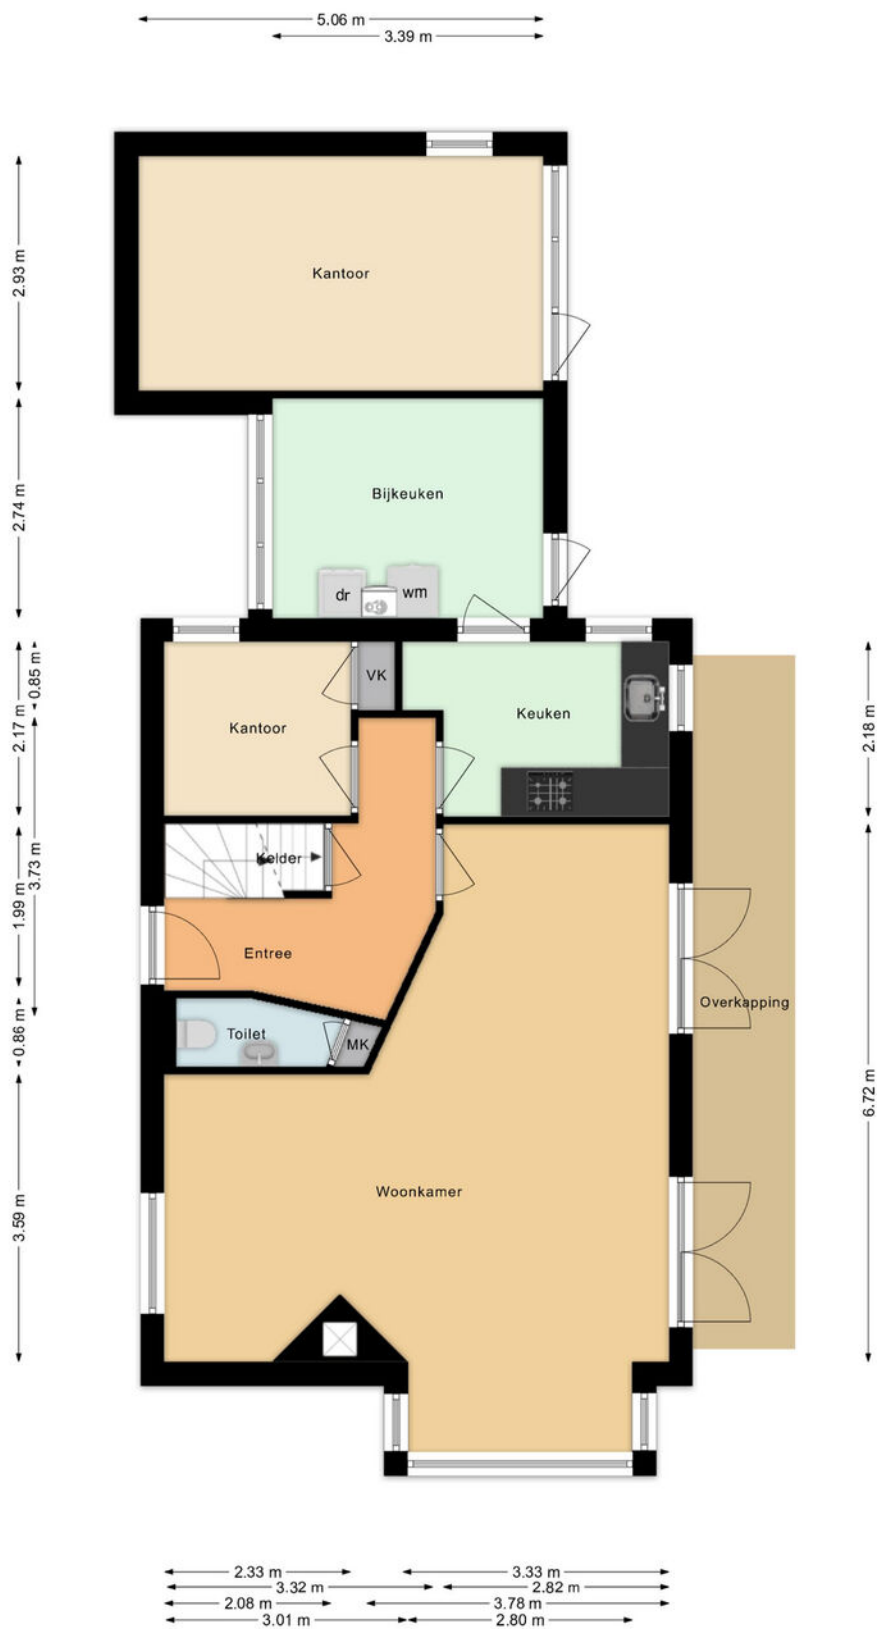 5.06 m
3.39 m
2.93 m
Kantoor
2.74 m
Bijkeuken
dr
wm
0.85 m
2.17 m
VK
Kantoor
Keuken
2.18 m
3.73 m
1.99 m
Kelder
Entree
0.86 m
Toilet
MK
Overkapping
6.72 m
3.59 m
Woonkamer
2.33 m
3.33 m
3.32 m
2.82 m
2.08 m
3.78 m
3.01 m
2.80 m